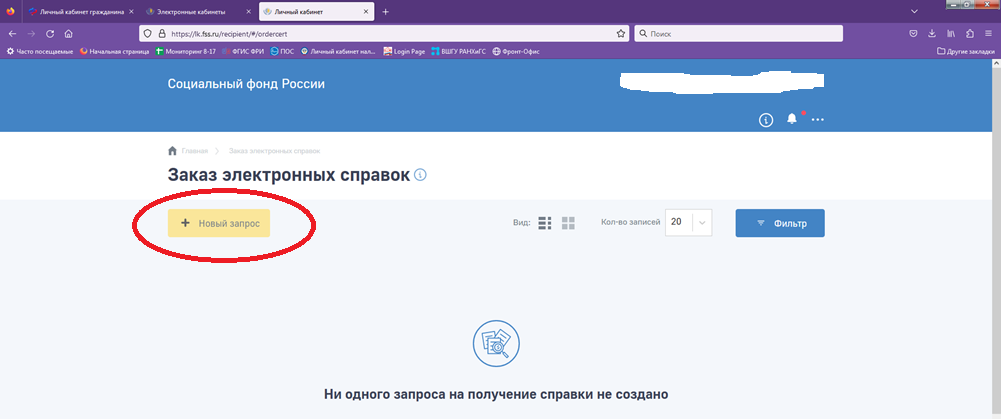 Личный кабинет гражданина × Электронные кабинеты × Личный кабинет ×
https://lk.fss.ru/recipient/#/ordercert Поиск
Часто посещаемые Начальная страница Мониторинг 8-17 ФГИС ФРИ ПОС Личный кабинет нал... Login Page ВШГУ РАНХиГС Фронт-Офис Другие закладки
Социальный фонд России
Главная > Заказ электронных справок
Заказ электронных справок
+ Новый запрос Вид: Кол-во записей 20 Фильтр
Ни одного запроса на получение справки не создано